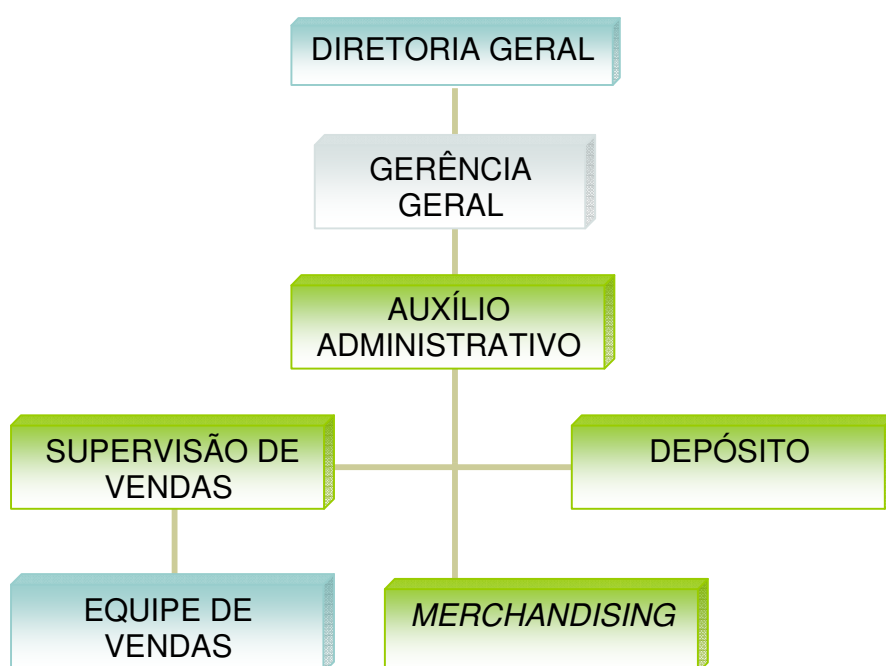 DIRETORIA GERAL
GERÊNCIA
GERAL
AUXÍLIO
ADMINISTRATIVO
SUPERVISÃO DE
VENDAS
DEPÓSITO
EQUIPE DE
VENDAS
MERCHANDISING